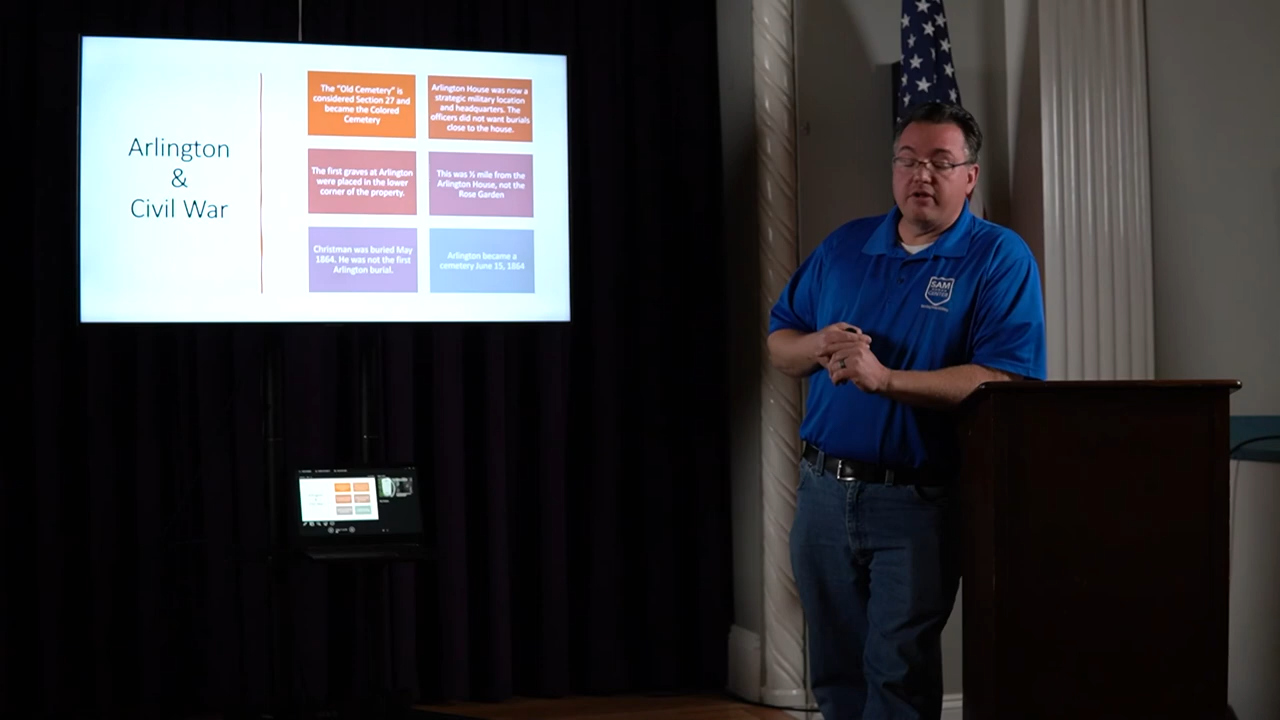 Arlington
&
Civil War
The "Old Cemetery" is
considered Section 27 and
became the Colored
Cemetery
Arlington House was now a
strategic military location
and headquarters. The
officers did not want burials
close to the house.
The first graves at Arlington
were placed in the lower
corner of the property.
This was ½ mile from the
Arlington House, not the
Rose Garden
Christman was buried May
1864. He was not the first
Arlington burial.
Arlington became a
cemetery June 15, 1864
SAM
CENTER